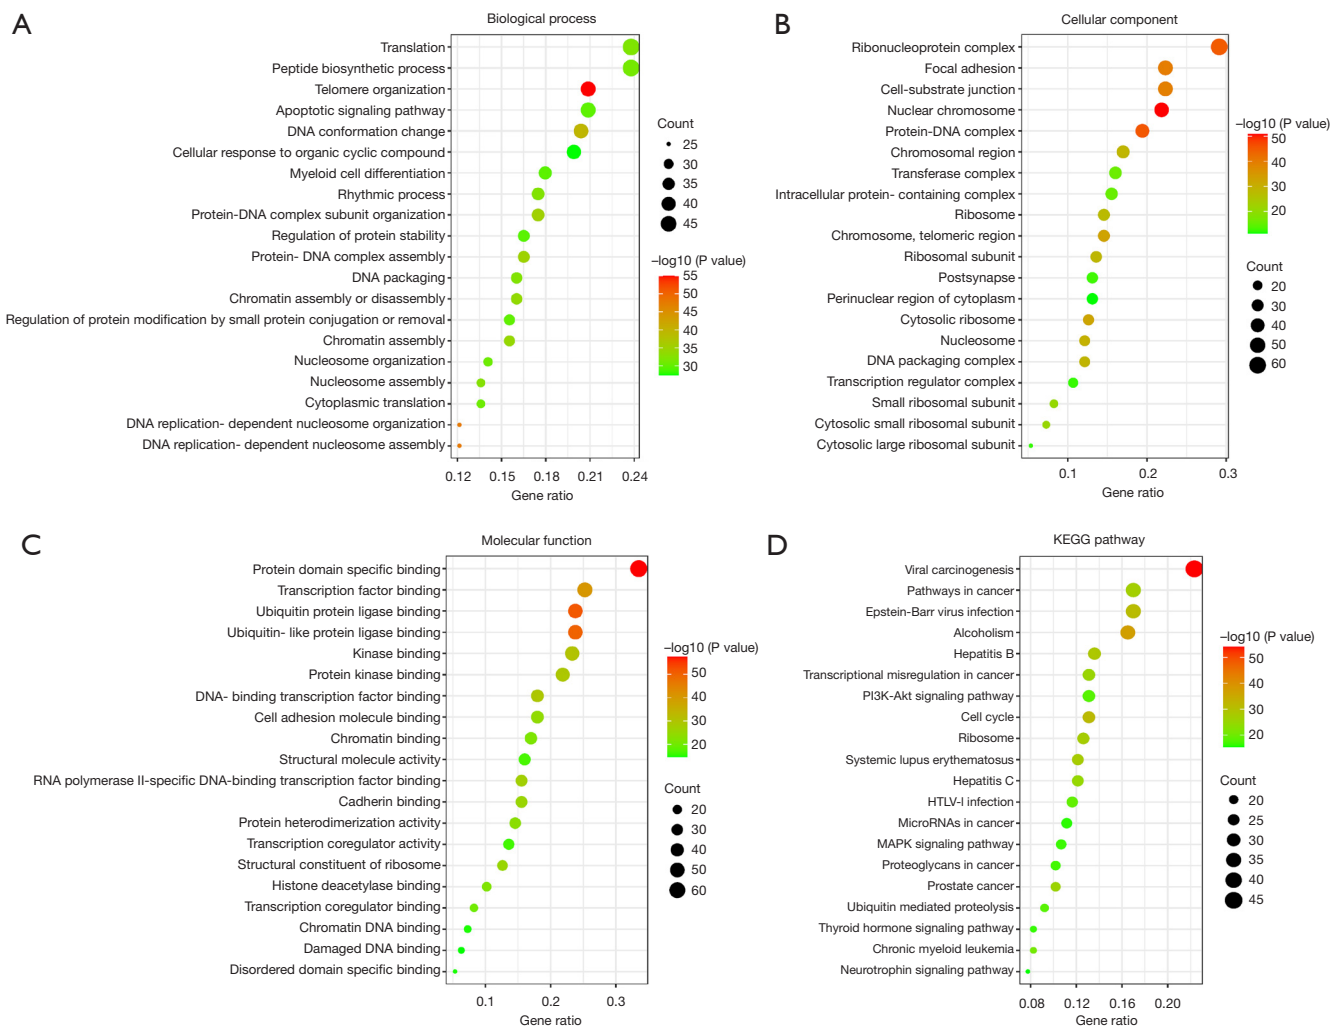 A
Biological process
Translation
Peptide biosynthetic process
Telomere organization
Apoptotic signaling pathway
DNA conformation change
Cellular response to organic cyclic compound
Myeloid cell differentiation
Rhythmic process
Protein-DNA complex subunit organization
Regulation of protein stability
Protein- DNA complex assembly
DNA packaging
Chromatin assembly or disassembly
Regulation of protein modification by small protein conjugation or removal
Chromatin assembly
Nucleosome organization
Nucleosome assembly
Cytoplasmic translation
DNA replication- dependent nucleosome organization
DNA replication- dependent nucleosome assembly
0.12 0.15 0.18 0.21 0.24
Gene ratio
Count
25
30
35
40
45
−log10 (P value)
55
50
45
40
35
30
B
Cellular component
Ribonucleoprotein complex
Focal adhesion
Cell-substrate junction
Nuclear chromosome
Protein-DNA complex
Chromosomal region
Transferase complex
Intracellular protein- containing complex
Ribosome
Chromosome, telomeric region
Ribosomal subunit
Postsynapse
Perinuclear region of cytoplasm
Cytosolic ribosome
Nucleosome
DNA packaging complex
Transcription regulator complex
Small ribosomal subunit
Cytosolic small ribosomal subunit
Cytosolic large ribosomal subunit
0.1 0.2 0.3
Gene ratio
−log10 (P value)
50
40
30
20
Count
20
30
40
50
60
C
Molecular function
Protein domain specific binding
Transcription factor binding
Ubiquitin protein ligase binding
Ubiquitin- like protein ligase binding
Kinase binding
Protein kinase binding
DNA- binding transcription factor binding
Cell adhesion molecule binding
Chromatin binding
Structural molecule activity
RNA polymerase II-specific DNA-binding transcription factor binding
Cadherin binding
Protein heterodimerization activity
Transcription coregulator activity
Structural constituent of ribosome
Histone deacetylase binding
Transcription coregulator binding
Chromatin DNA binding
Damaged DNA binding
Disordered domain specific binding
0.1 0.2 0.3
Gene ratio
−log10 (P value)
50
40
30
20
Count
20
30
40
50
60
D
KEGG pathway
Viral carcinogenesis
Pathways in cancer
Epstein-Barr virus infection
Alcoholism
Hepatitis B
Transcriptional misregulation in cancer
PI3K-Akt signaling pathway
Cell cycle
Ribosome
Systemic lupus erythematosus
Hepatitis C
HTLV-I infection
MicroRNAs in cancer
MAPK signaling pathway
Proteoglycans in cancer
Prostate cancer
Ubiquitin mediated proteolysis
Thyroid hormone signaling pathway
Chronic myeloid leukemia
Neurotrophin signaling pathway
0.08 0.12 0.16 0.20
Gene ratio
−log10 (P value)
50
40
30
20
Count
20
25
30
35
40
45